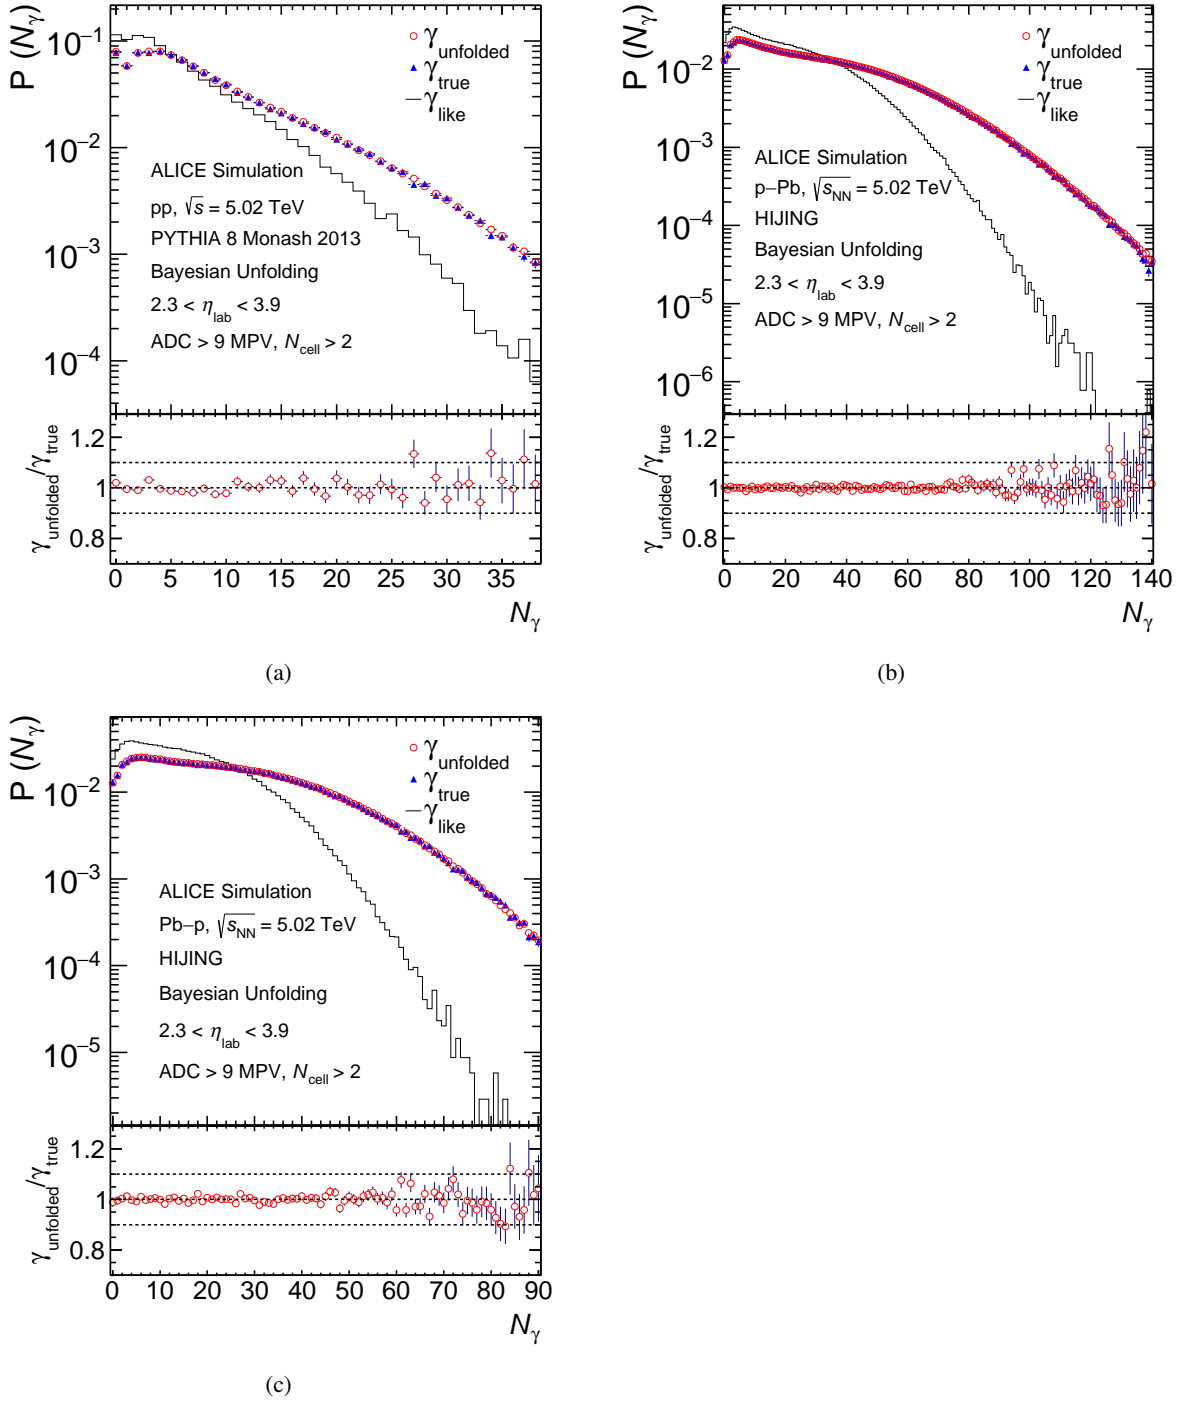 P (Nγ)
10⁻¹
10⁻²
10⁻³
10⁻⁴
γunfolded
γtrue
γlike
ALICE Simulation
pp, √s = 5.02 TeV
PYTHIA 8 Monash 2013
Bayesian Unfolding
2.3 < ηlab < 3.9
ADC > 9 MPV, Ncell > 2
γunfolded/γtrue
1.2
1
0.8
0 5 10 15 20 25 30 35
Nγ
(a)
P (Nγ)
10⁻²
10⁻³
10⁻⁴
10⁻⁵
10⁻⁶
γunfolded
γtrue
γlike
ALICE Simulation
p−Pb, √sNN = 5.02 TeV
HIJING
Bayesian Unfolding
2.3 < ηlab < 3.9
ADC > 9 MPV, Ncell > 2
γunfolded/γtrue
1.2
1
0.8
0 20 40 60 80 100 120 140
Nγ
(b)
P (Nγ)
10⁻²
10⁻³
10⁻⁴
10⁻⁵
γunfolded
γtrue
γlike
ALICE Simulation
Pb−p, √sNN = 5.02 TeV
HIJING
Bayesian Unfolding
2.3 < ηlab < 3.9
ADC > 9 MPV, Ncell > 2
γunfolded/γtrue
1.2
1
0.8
0 10 20 30 40 50 60 70 80 90
Nγ
(c)